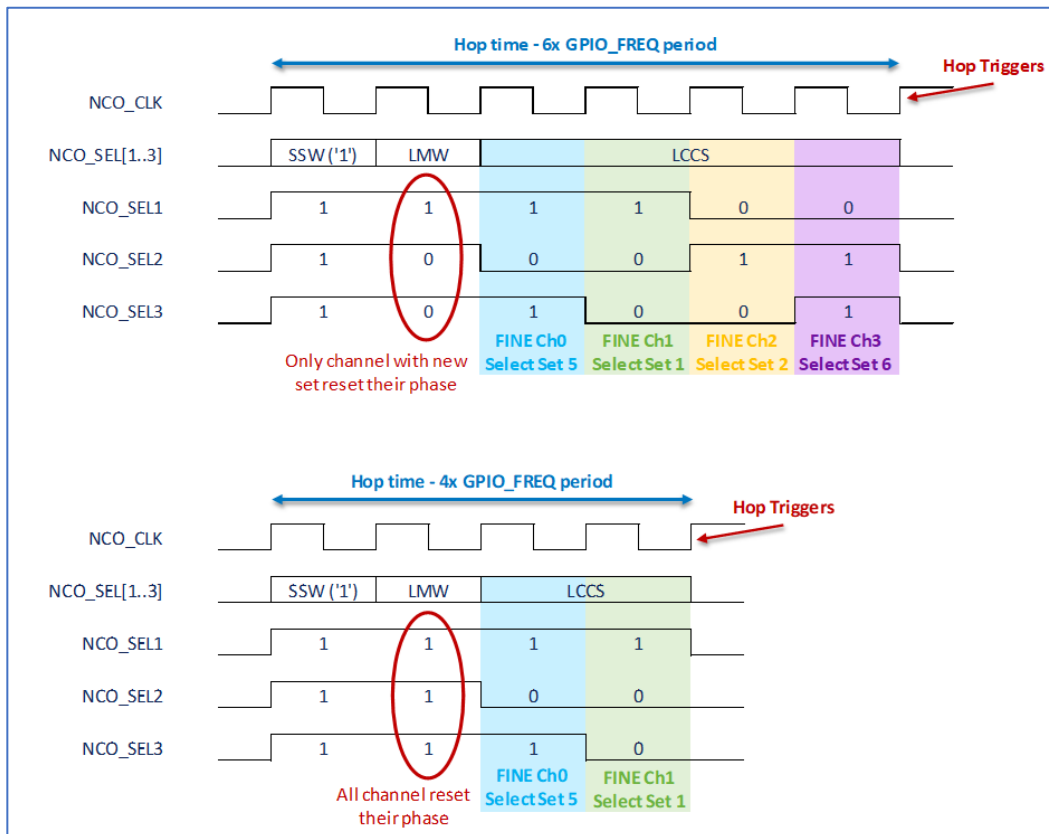 Hop time - 6x GPIO_FREQ period
Hop Triggers
NCO_CLK
NCO_SEL[1..3] SSW ('1') LMW LCCS
NCO_SEL1 1 1 1 1 0 0
NCO_SEL2 1 0 0 0 1 1
NCO_SEL3 1 0 1 0 0 1
Only channel with new
set reset their phase
FINE Ch0 FINE Ch1 FINE Ch2 FINE Ch3
Select Set 5 Select Set 1 Select Set 2 Select Set 6
Hop time - 4x GPIO_FREQ period
Hop Triggers
NCO_CLK
NCO_SEL[1..3] SSW ('1') LMW LCCS
NCO_SEL1 1 1 1 1
NCO_SEL2 1 1 0 0
NCO_SEL3 1 1 1 0
All channel reset
their phase
FINE Ch0 FINE Ch1
Select Set 5 Select Set 1